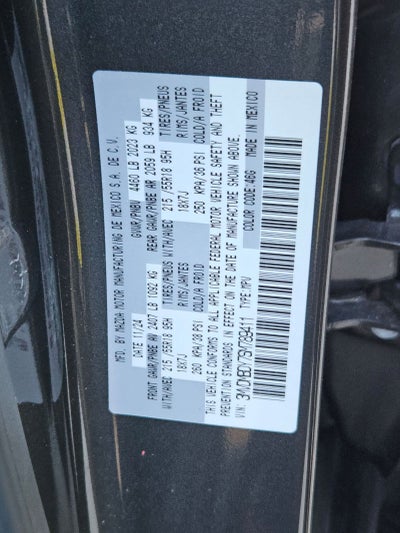 MFD. BY MAZDA MOTOR MANUFACTURING DE MEXICO S.A. DE C.V.
DATE 11/24 GVWR/PNBV 4460 LB 2023 KG
FRONT GAWR/PNBE AV 2407 LB 1092 KG REAR GAWR/PNBE AR 2059 LB 934 KG
WITH/AVEC 215 /55R18 95H TIRES/PNEUS WITH/AVEC 215 /55R18 95H TIRES/PNEUS
18X7J RIMS/JANTES 18X7J RIMS/JANTES
260 KPA/38 PSI COLD/A FROID 250 KPA/36 PSI COLD/A FROID
THIS VEHICLE CONFORMS TO ALL APPLICABLE FEDERAL MOTOR VEHICLE SAFETY AND THEFT
PREVENTION STANDARDS IN EFFECT ON THE DATE OF MANUFACTURE SHOWN ABOVE.
VIN: TYPE MPV COLOR CODE: MADE IN MEXICO